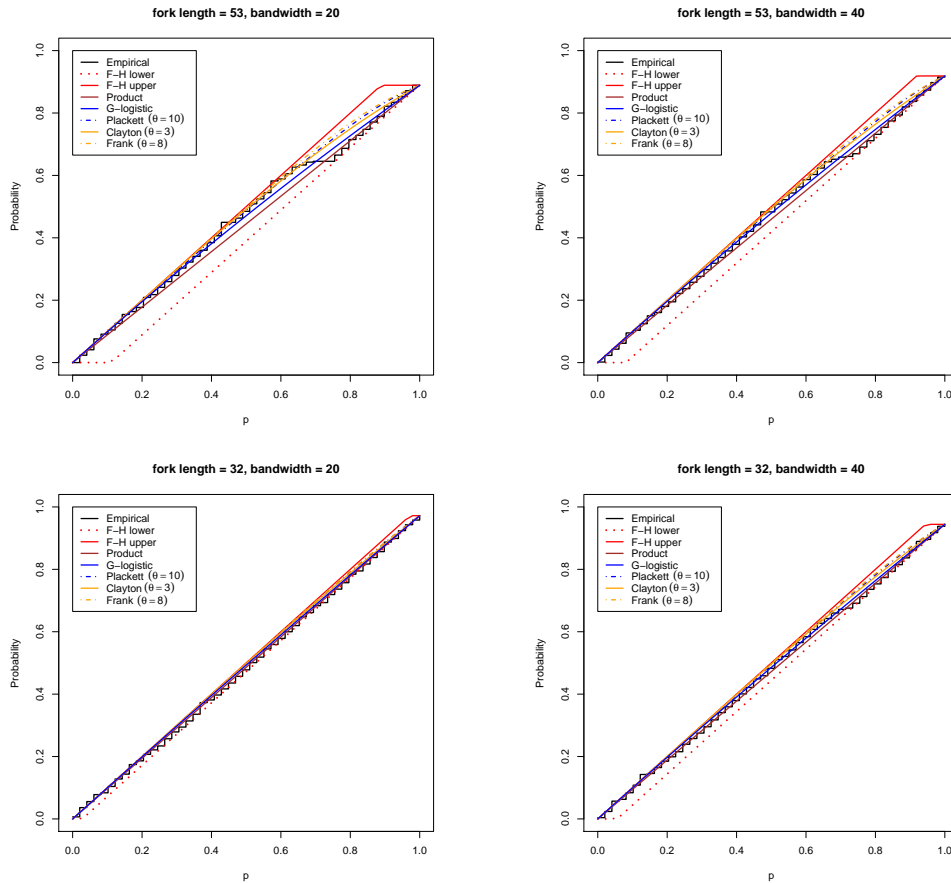 fork length = 53, bandwidth = 20
Probability
1.0
0.8
0.6
0.4
0.2
0.0
Empirical
F−H lower
F−H upper
Product
G−logistic
Plackett (θ = 10)
Clayton (θ = 3)
Frank (θ = 8)
0.0 0.2 0.4 0.6 0.8 1.0
p
fork length = 53, bandwidth = 40
Probability
1.0
0.8
0.6
0.4
0.2
0.0
Empirical
F−H lower
F−H upper
Product
G−logistic
Plackett (θ = 10)
Clayton (θ = 3)
Frank (θ = 8)
0.0 0.2 0.4 0.6 0.8 1.0
p
fork length = 32, bandwidth = 20
Probability
1.0
0.8
0.6
0.4
0.2
0.0
Empirical
F−H lower
F−H upper
Product
G−logistic
Plackett (θ = 10)
Clayton (θ = 3)
Frank (θ = 8)
0.0 0.2 0.4 0.6 0.8 1.0
p
fork length = 32, bandwidth = 40
Probability
1.0
0.8
0.6
0.4
0.2
0.0
Empirical
F−H lower
F−H upper
Product
G−logistic
Plackett (θ = 10)
Clayton (θ = 3)
Frank (θ = 8)
0.0 0.2 0.4 0.6 0.8 1.0
p